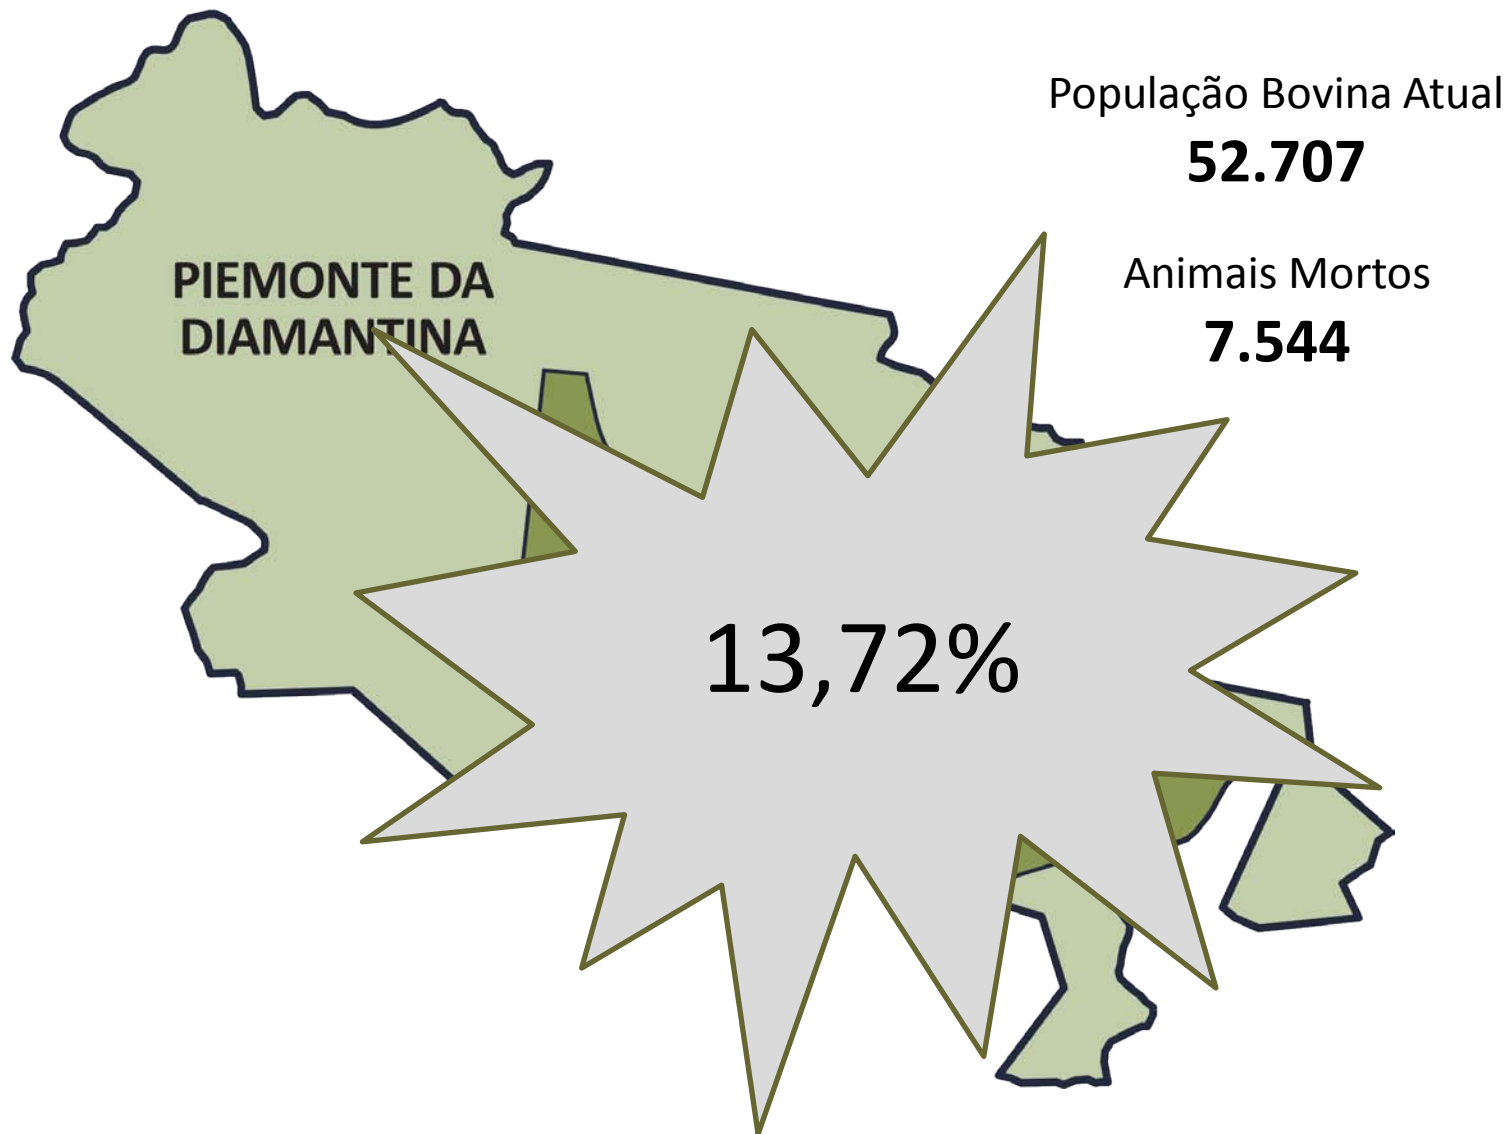 População Bovina Atual
52.707
PIEMONTE DA
DIAMANTINA
Animais Mortos
7.544
13,72%